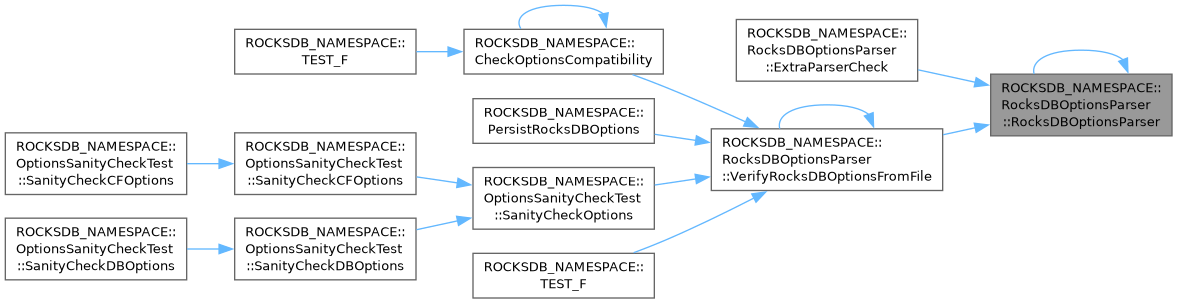 ROCKSDB_NAMESPACE::
TEST_F
ROCKSDB_NAMESPACE::
CheckOptionsCompatibility
ROCKSDB_NAMESPACE::
RocksDBOptionsParser
::ExtraParserCheck
ROCKSDB_NAMESPACE::
RocksDBOptionsParser
::RocksDBOptionsParser
ROCKSDB_NAMESPACE::
PersistRocksDBOptions
ROCKSDB_NAMESPACE::
RocksDBOptionsParser
::VerifyRocksDBOptionsFromFile
ROCKSDB_NAMESPACE::
OptionsSanityCheckTest
::SanityCheckCFOptions
ROCKSDB_NAMESPACE::
OptionsSanityCheckTest
::SanityCheckCFOptions
ROCKSDB_NAMESPACE::
OptionsSanityCheckTest
::SanityCheckOptions
ROCKSDB_NAMESPACE::
OptionsSanityCheckTest
::SanityCheckDBOptions
ROCKSDB_NAMESPACE::
OptionsSanityCheckTest
::SanityCheckDBOptions
ROCKSDB_NAMESPACE::
TEST_F